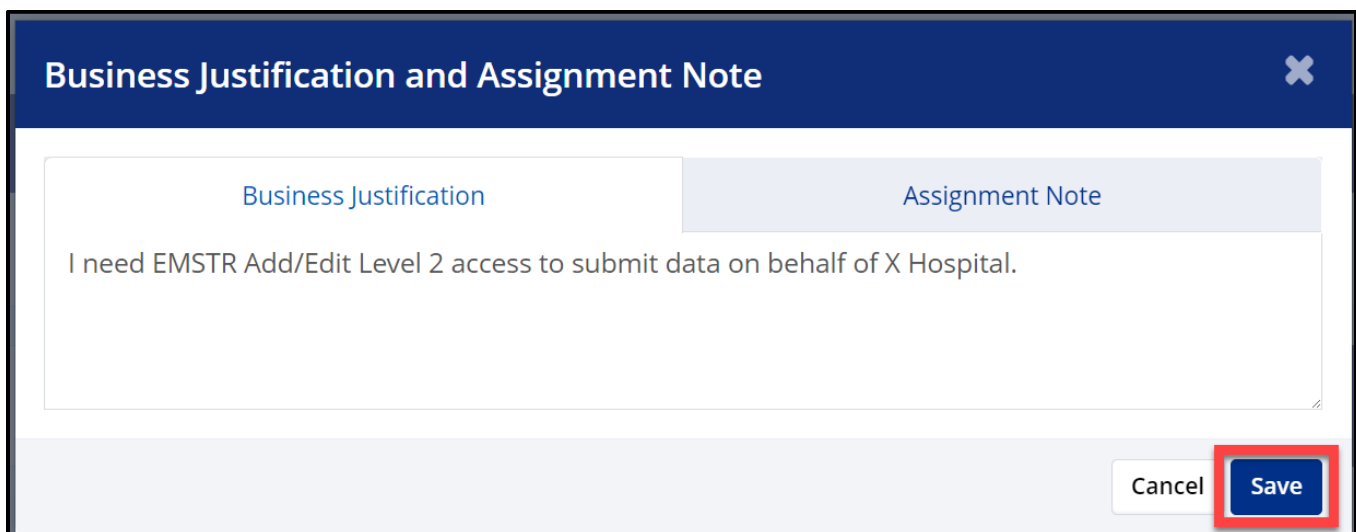 Business Justification and Assignment Note
Business Justification
Assignment Note
I need EMSTR Add/Edit Level 2 access to submit data on behalf of X Hospital.
Cancel
Save